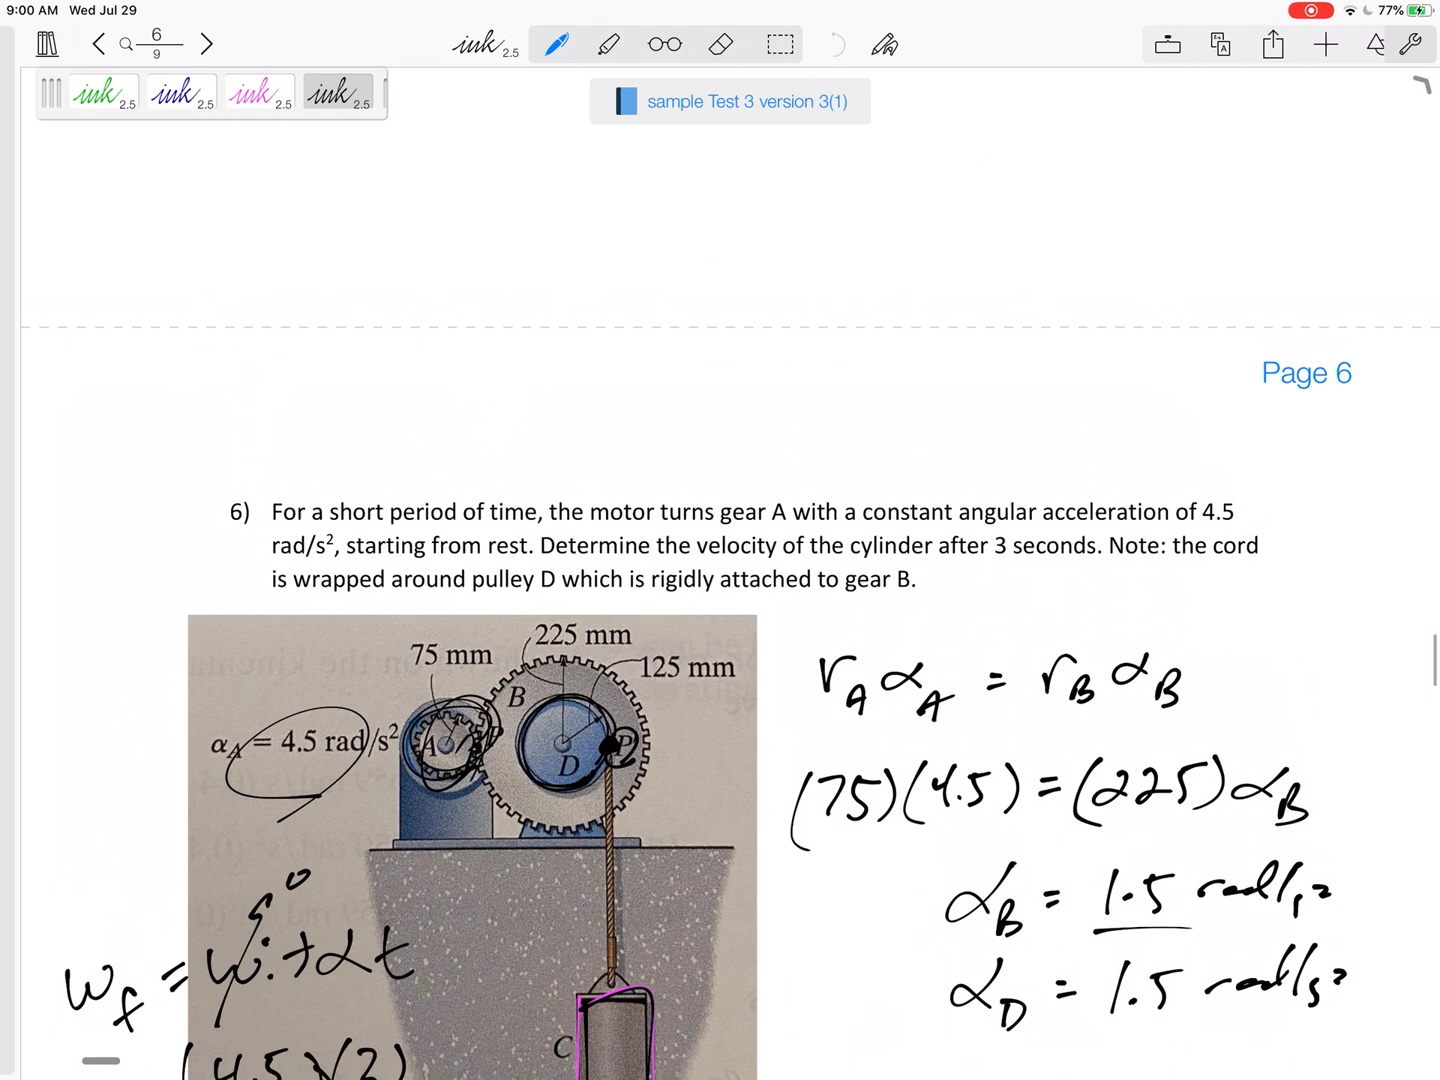 9:00 AM Wed Jul 29
77%
6
9
ink 2.5
ink 2.5
ink 2.5
ink 2.5
ink 2.5
sample Test 3 version 3(1)
Page 6
6) For a short period of time, the motor turns gear A with a constant angular acceleration of 4.5
rad/s², starting from rest. Determine the velocity of the cylinder after 3 seconds. Note: the cord
is wrapped around pulley D which is rigidly attached to gear B.
225 mm
75 mm
125 mm
B
αA = 4.5 rad/s²
A
P
P
D
C
rA αA = rB αB
(75)(4.5) = (225) αB
αB = 1.5 rad/s²
αD = 1.5 rad/s²
0
ωf = ωi + αt